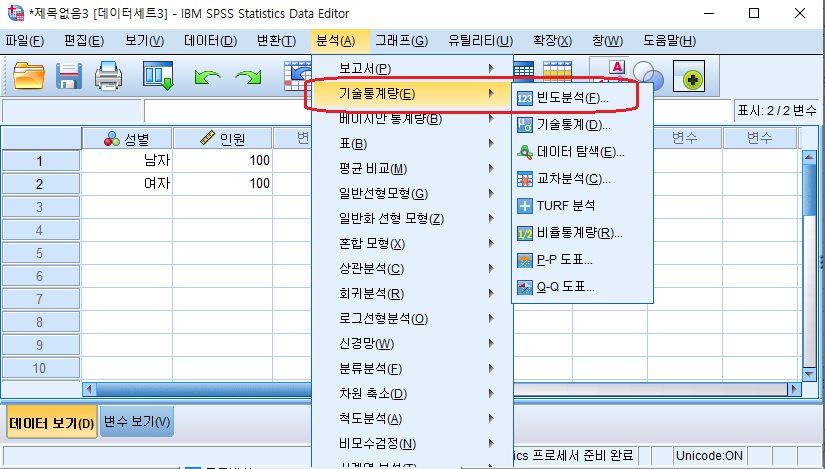 *제목없음3 [데이터세트3] - IBM SPSS Statistics Data Editor
파일(F) 편집(E) 보기(V) 데이터(D) 변환(T) 분석(A) 그래프(G) 유틸리티(U) 확장(X) 창(W) 도움말(H)
표시: 2 / 2 변수
성별 인원 변수 변수
1 남자 100
2 여자 100
3
4
5
6
7
8
9
10
보고서(P)
기술통계량(E)
베이지안 통계량(B)
표(B)
평균 비교(M)
일반선형모형(G)
일반화 선형 모형(Z)
혼합 모형(X)
상관분석(C)
회귀분석(R)
로그선형분석(O)
신경망(W)
분류분석(F)
차원 축소(D)
척도분석(A)
비모수검정(N)
123 빈도분석(F)...
기술통계(D)...
데이터 탐색(E)...
교차분석(C)...
TURF 분석
1/2 비율통계량(R)...
P-P 도표...
Q-Q 도표...
데이터 보기(D) 변수 보기(V)
프로세서 준비 완료 Unicode:ON